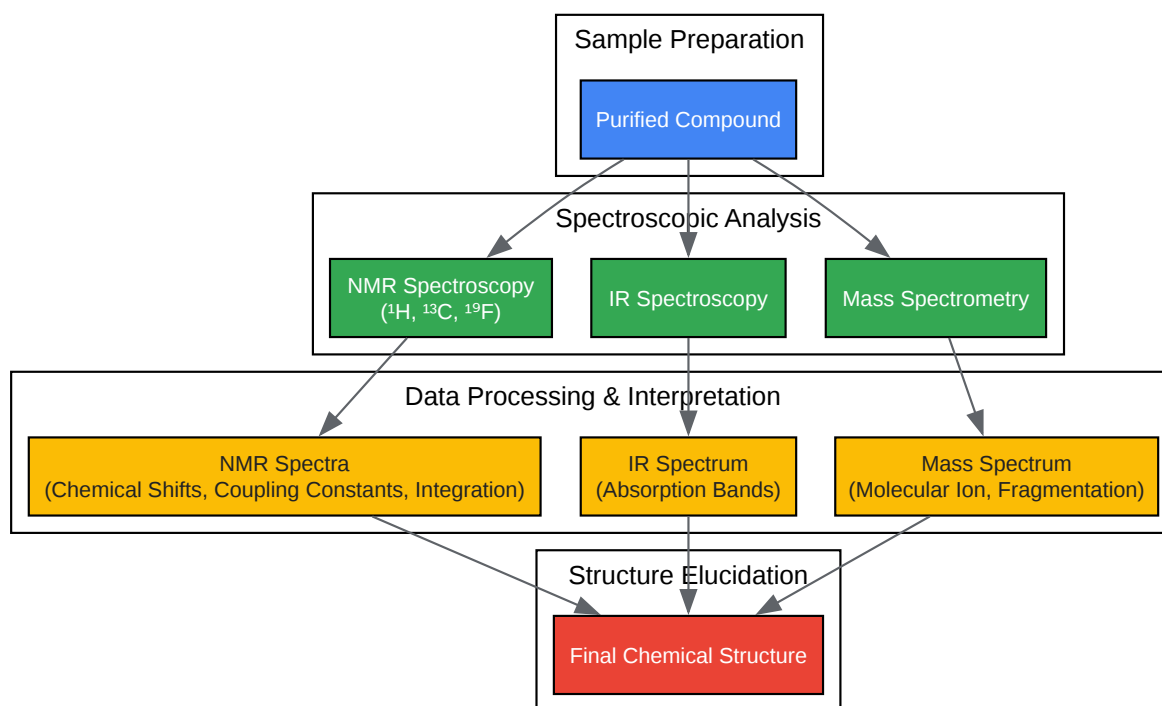 Sample Preparation
Purified Compound
Spectroscopic Analysis
NMR Spectroscopy
(¹H, ¹³C, ¹⁹F)
IR Spectroscopy
Mass Spectrometry
Data Processing & Interpretation
NMR Spectra
(Chemical Shifts, Coupling Constants, Integration)
IR Spectrum
(Absorption Bands)
Mass Spectrum
(Molecular Ion, Fragmentation)
Structure Elucidation
Final Chemical Structure